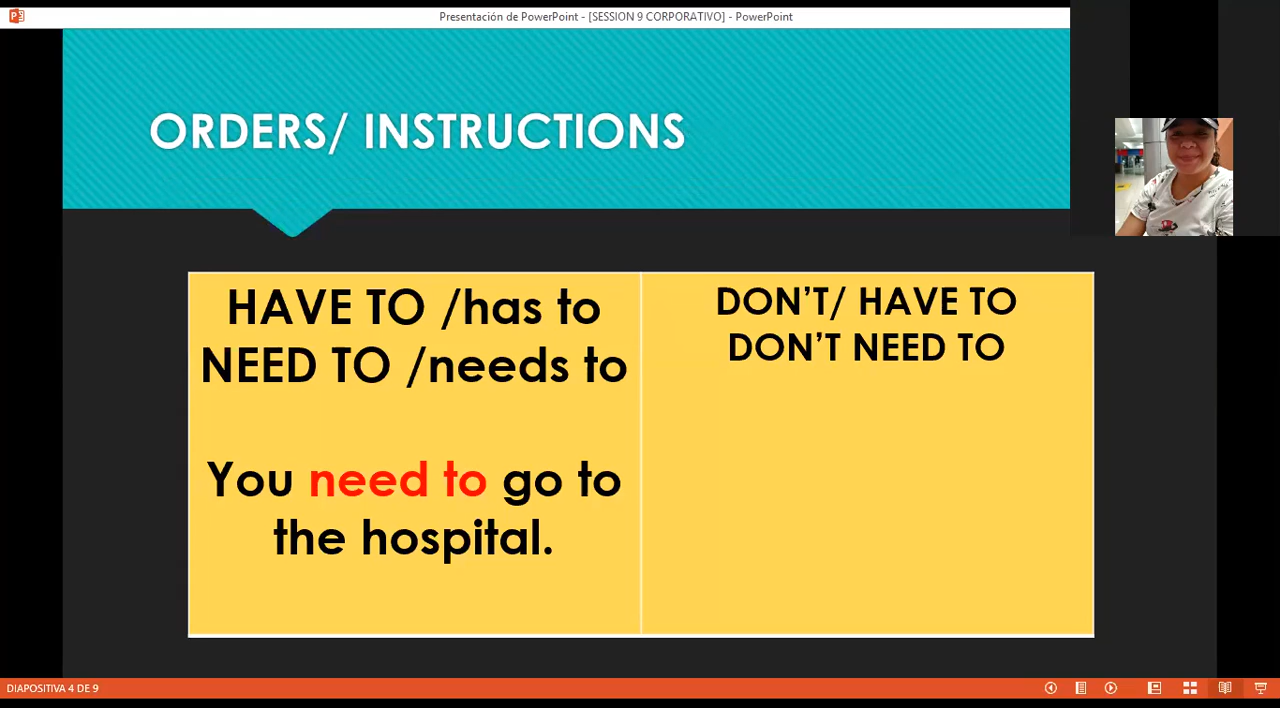 Presentación de PowerPoint - [SESSION 9 CORPORATIVO] - PowerPoint
ORDERS/ INSTRUCTIONS
HAVE TO /has to
NEED TO /needs to
You need to go to
the hospital.
DON’T/ HAVE TO
DON’T NEED TO
DIAPOSITIVA 4 DE 9